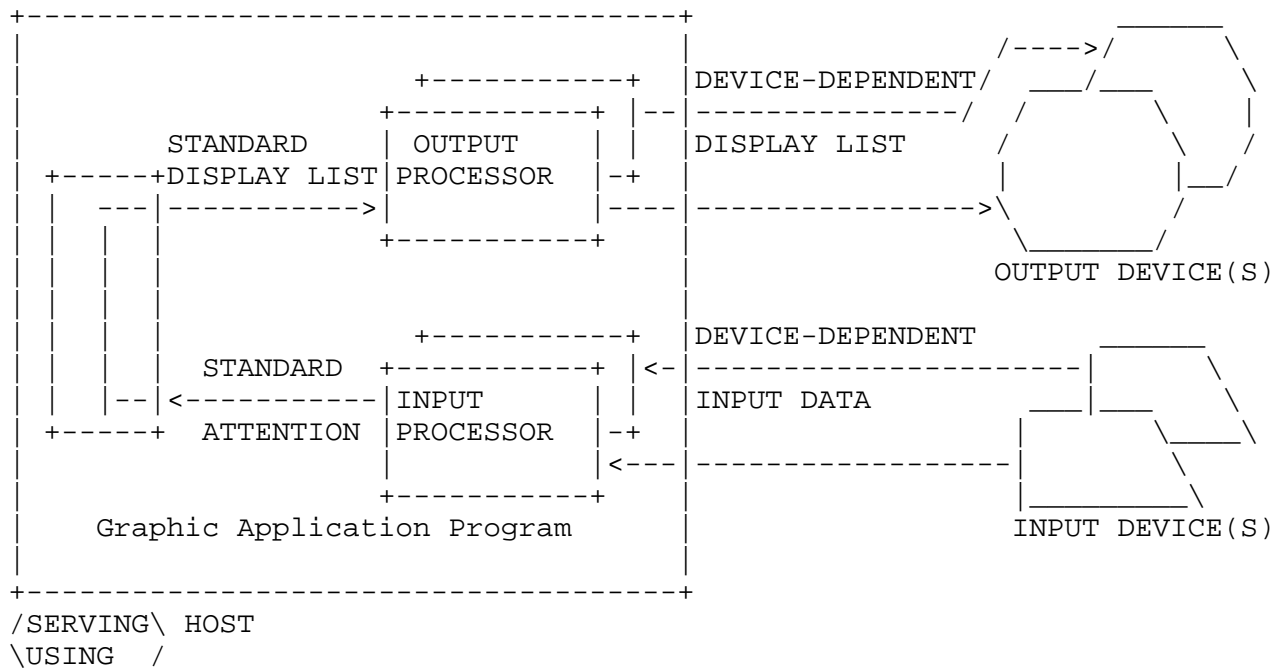 DEVICE-DEPENDENT
STANDARD OUTPUT DISPLAY LIST
DISPLAY LIST PROCESSOR
OUTPUT DEVICE(S)
DEVICE-DEPENDENT
STANDARD
INPUT INPUT DATA
ATTENTION PROCESSOR
Graphic Application Program INPUT DEVICE(S)
/SERVING\ HOST
\USING /